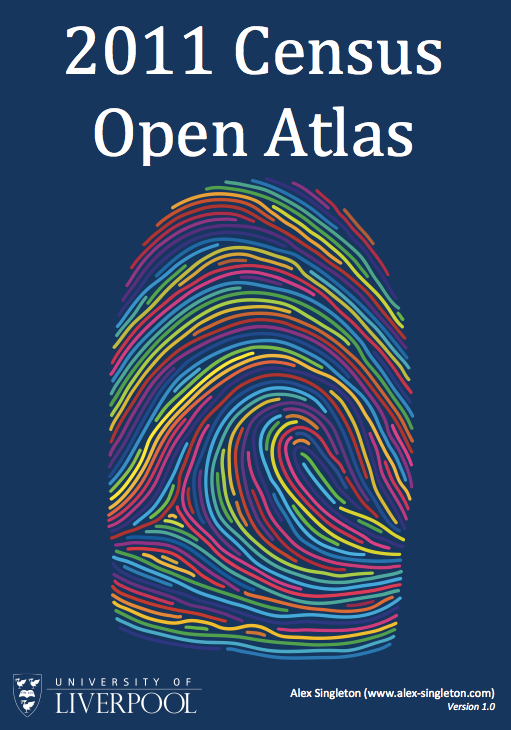 2011 Census
Open Atlas
UNIVERSITY OF
LIVERPOOL
Alex Singleton (www.alex-singleton.com)
Version 1.0